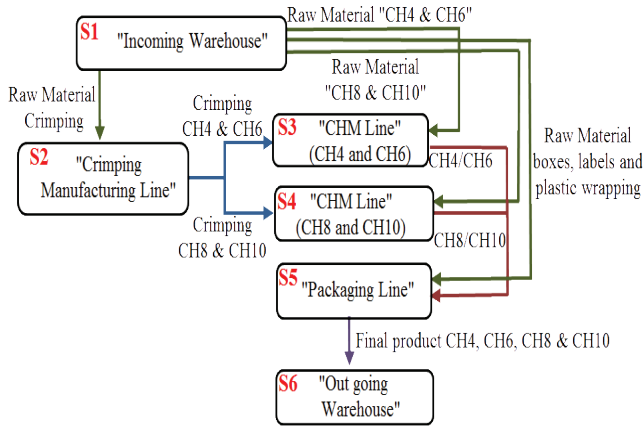 Raw Material "CH4 & CH6"
S1
"Incoming Warehouse"
Raw Material
"CH8 & CH10"
Raw Material
Crimping
Crimping
CH4 & CH6
S3
"CHM Line"
(CH4 and CH6)
CH4/CH6
Raw Material
boxes, labels and
plastic wrapping
S2
"Crimping
Manufacturing Line"
S4
"CHM Line"
(CH8 and CH10)
Crimping
CH8 & CH10
CH8/CH10
S5
"Packaging Line"
Final product CH4, CH6, CH8 & CH10
S6
"Out going
Warehouse"